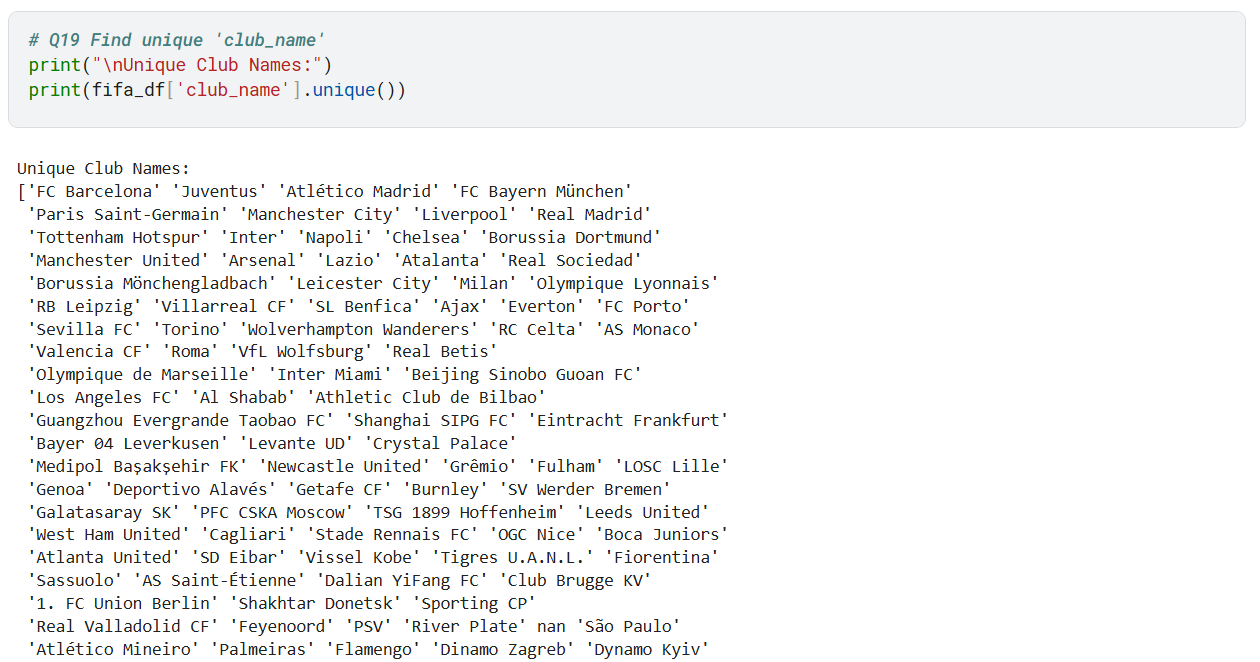 # Q19 Find unique 'club_name'
print("\nUnique Club Names:")
print(fifa_df['club_name'].unique())
Unique Club Names:
['FC Barcelona' 'Juventus' 'Atlético Madrid' 'FC Bayern München'
'Paris Saint-Germain' 'Manchester City' 'Liverpool' 'Real Madrid'
'Tottenham Hotspur' 'Inter' 'Napoli' 'Chelsea' 'Borussia Dortmund'
'Manchester United' 'Arsenal' 'Lazio' 'Atalanta' 'Real Sociedad'
'Borussia Mönchengladbach' 'Leicester City' 'Milan' 'Olympique Lyonnais'
'RB Leipzig' 'Villarreal CF' 'SL Benfica' 'Ajax' 'Everton' 'FC Porto'
'Sevilla FC' 'Torino' 'Wolverhampton Wanderers' 'RC Celta' 'AS Monaco'
'Valencia CF' 'Roma' 'VfL Wolfsburg' 'Real Betis'
'Olympique de Marseille' 'Inter Miami' 'Beijing Sinobo Guoan FC'
'Los Angeles FC' 'Al Shabab' 'Athletic Club de Bilbao'
'Guangzhou Evergrande Taobao FC' 'Shanghai SIPG FC' 'Eintracht Frankfurt'
'Bayer 04 Leverkusen' 'Levante UD' 'Crystal Palace'
'Medipol Başakşehir FK' 'Newcastle United' 'Grêmio' 'Fulham' 'LOSC Lille'
'Genoa' 'Deportivo Alavés' 'Getafe CF' 'Burnley' 'SV Werder Bremen'
'Galatasaray SK' 'PFC CSKA Moscow' 'TSG 1899 Hoffenheim' 'Leeds United'
'West Ham United' 'Cagliari' 'Stade Rennais FC' 'OGC Nice' 'Boca Juniors'
'Atlanta United' 'SD Eibar' 'Vissel Kobe' 'Tigres U.A.N.L.' 'Fiorentina'
'Sassuolo' 'AS Saint-Étienne' 'Dalian YiFang FC' 'Club Brugge KV'
'1. FC Union Berlin' 'Shakhtar Donetsk' 'Sporting CP'
'Real Valladolid CF' 'Feyenoord' 'PSV' 'River Plate' nan 'São Paulo'
'Atlético Mineiro' 'Palmeiras' 'Flamengo' 'Dinamo Zagreb' 'Dynamo Kyiv'